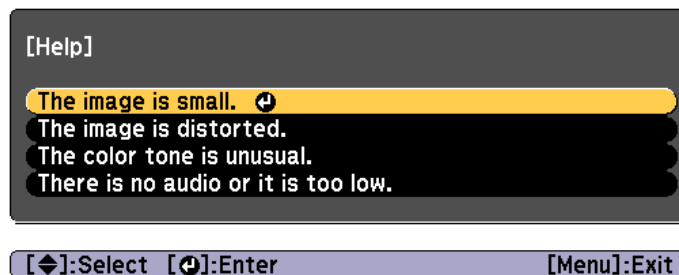 [Help]
The image is small.
The image is distorted.
The color tone is unusual.
There is no audio or it is too low.
[◆]:Select [⏎]:Enter [Menu]:Exit